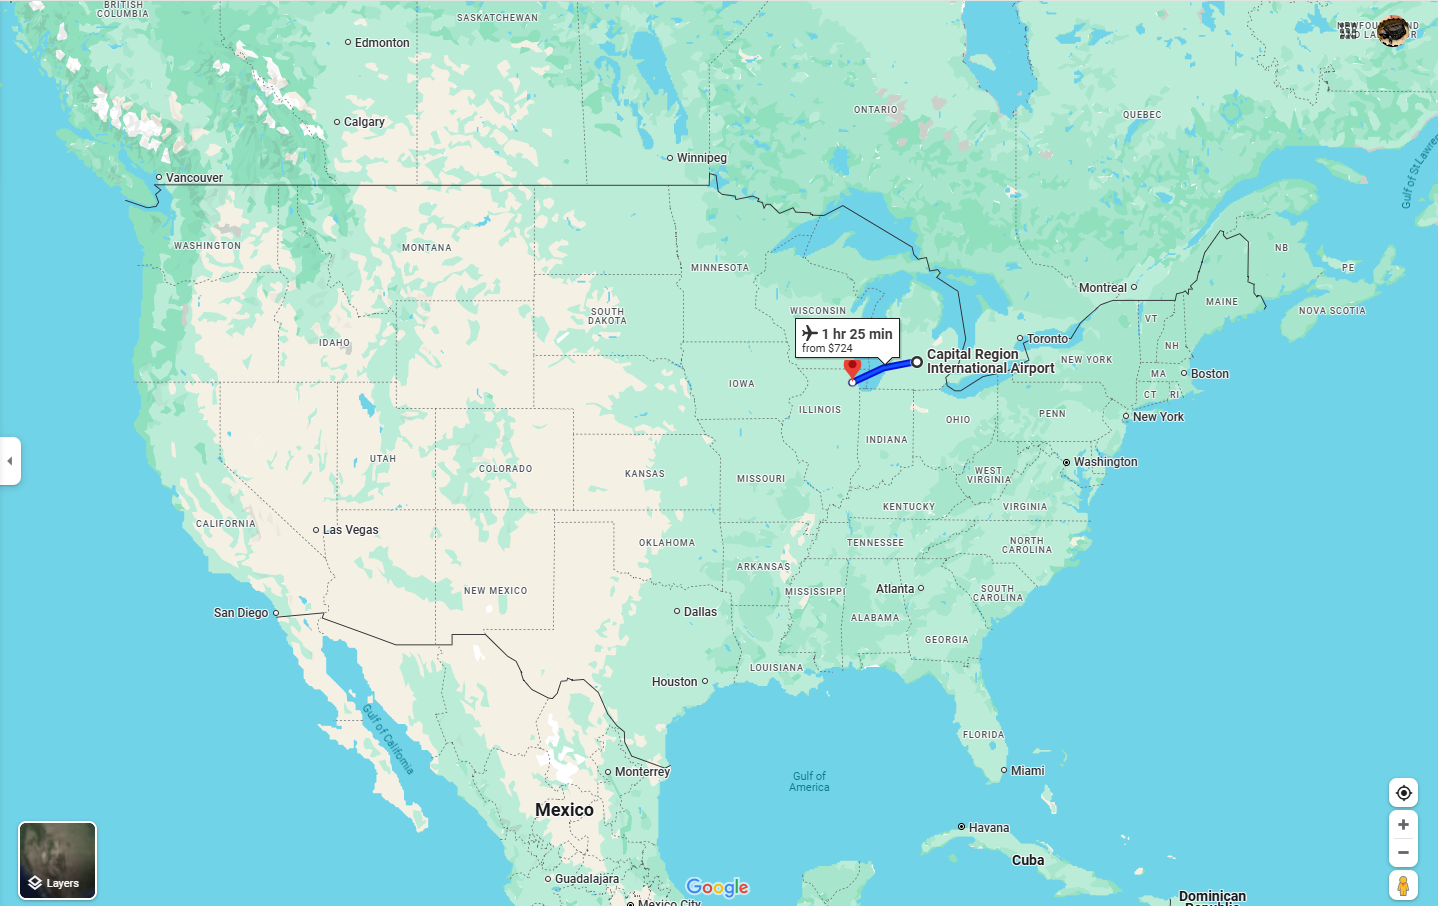 BRITISH
COLUMBIA
SASKATCHEWAN
Edmonton
ONTARIO
QUEBEC
Calgary
Winnipeg
Vancouver
Gulf of St Lawrence
WASHINGTON
MONTANA
MINNESOTA
NB
PE
Montreal
MAINE
NOVA SCOTIA
SOUTH
DAKOTA
WISCONSIN
VT
IDAHO
1 hr 25 min
from $724
Toronto
NH
Capital Region
International Airport
NEW YORK
MA
Boston
IOWA
CT
RI
ILLINOIS
OHIO
PENN
New York
INDIANA
UTAH
COLORADO
KANSAS
MISSOURI
WEST
VIRGINIA
Washington
KENTUCKY
VIRGINIA
CALIFORNIA
Las Vegas
OKLAHOMA
TENNESSEE
NORTH
CAROLINA
ARKANSAS
NEW MEXICO
MISSISSIPPI
Atlanta
SOUTH
CAROLINA
San Diego
Dallas
ALABAMA
GEORGIA
LOUISIANA
Houston
Gulf of California
FLORIDA
Monterrey
Gulf of
America
Miami
Mexico
Havana
Cuba
Layers
Guadalajara
Google
Dominican
Republic
Mexico City